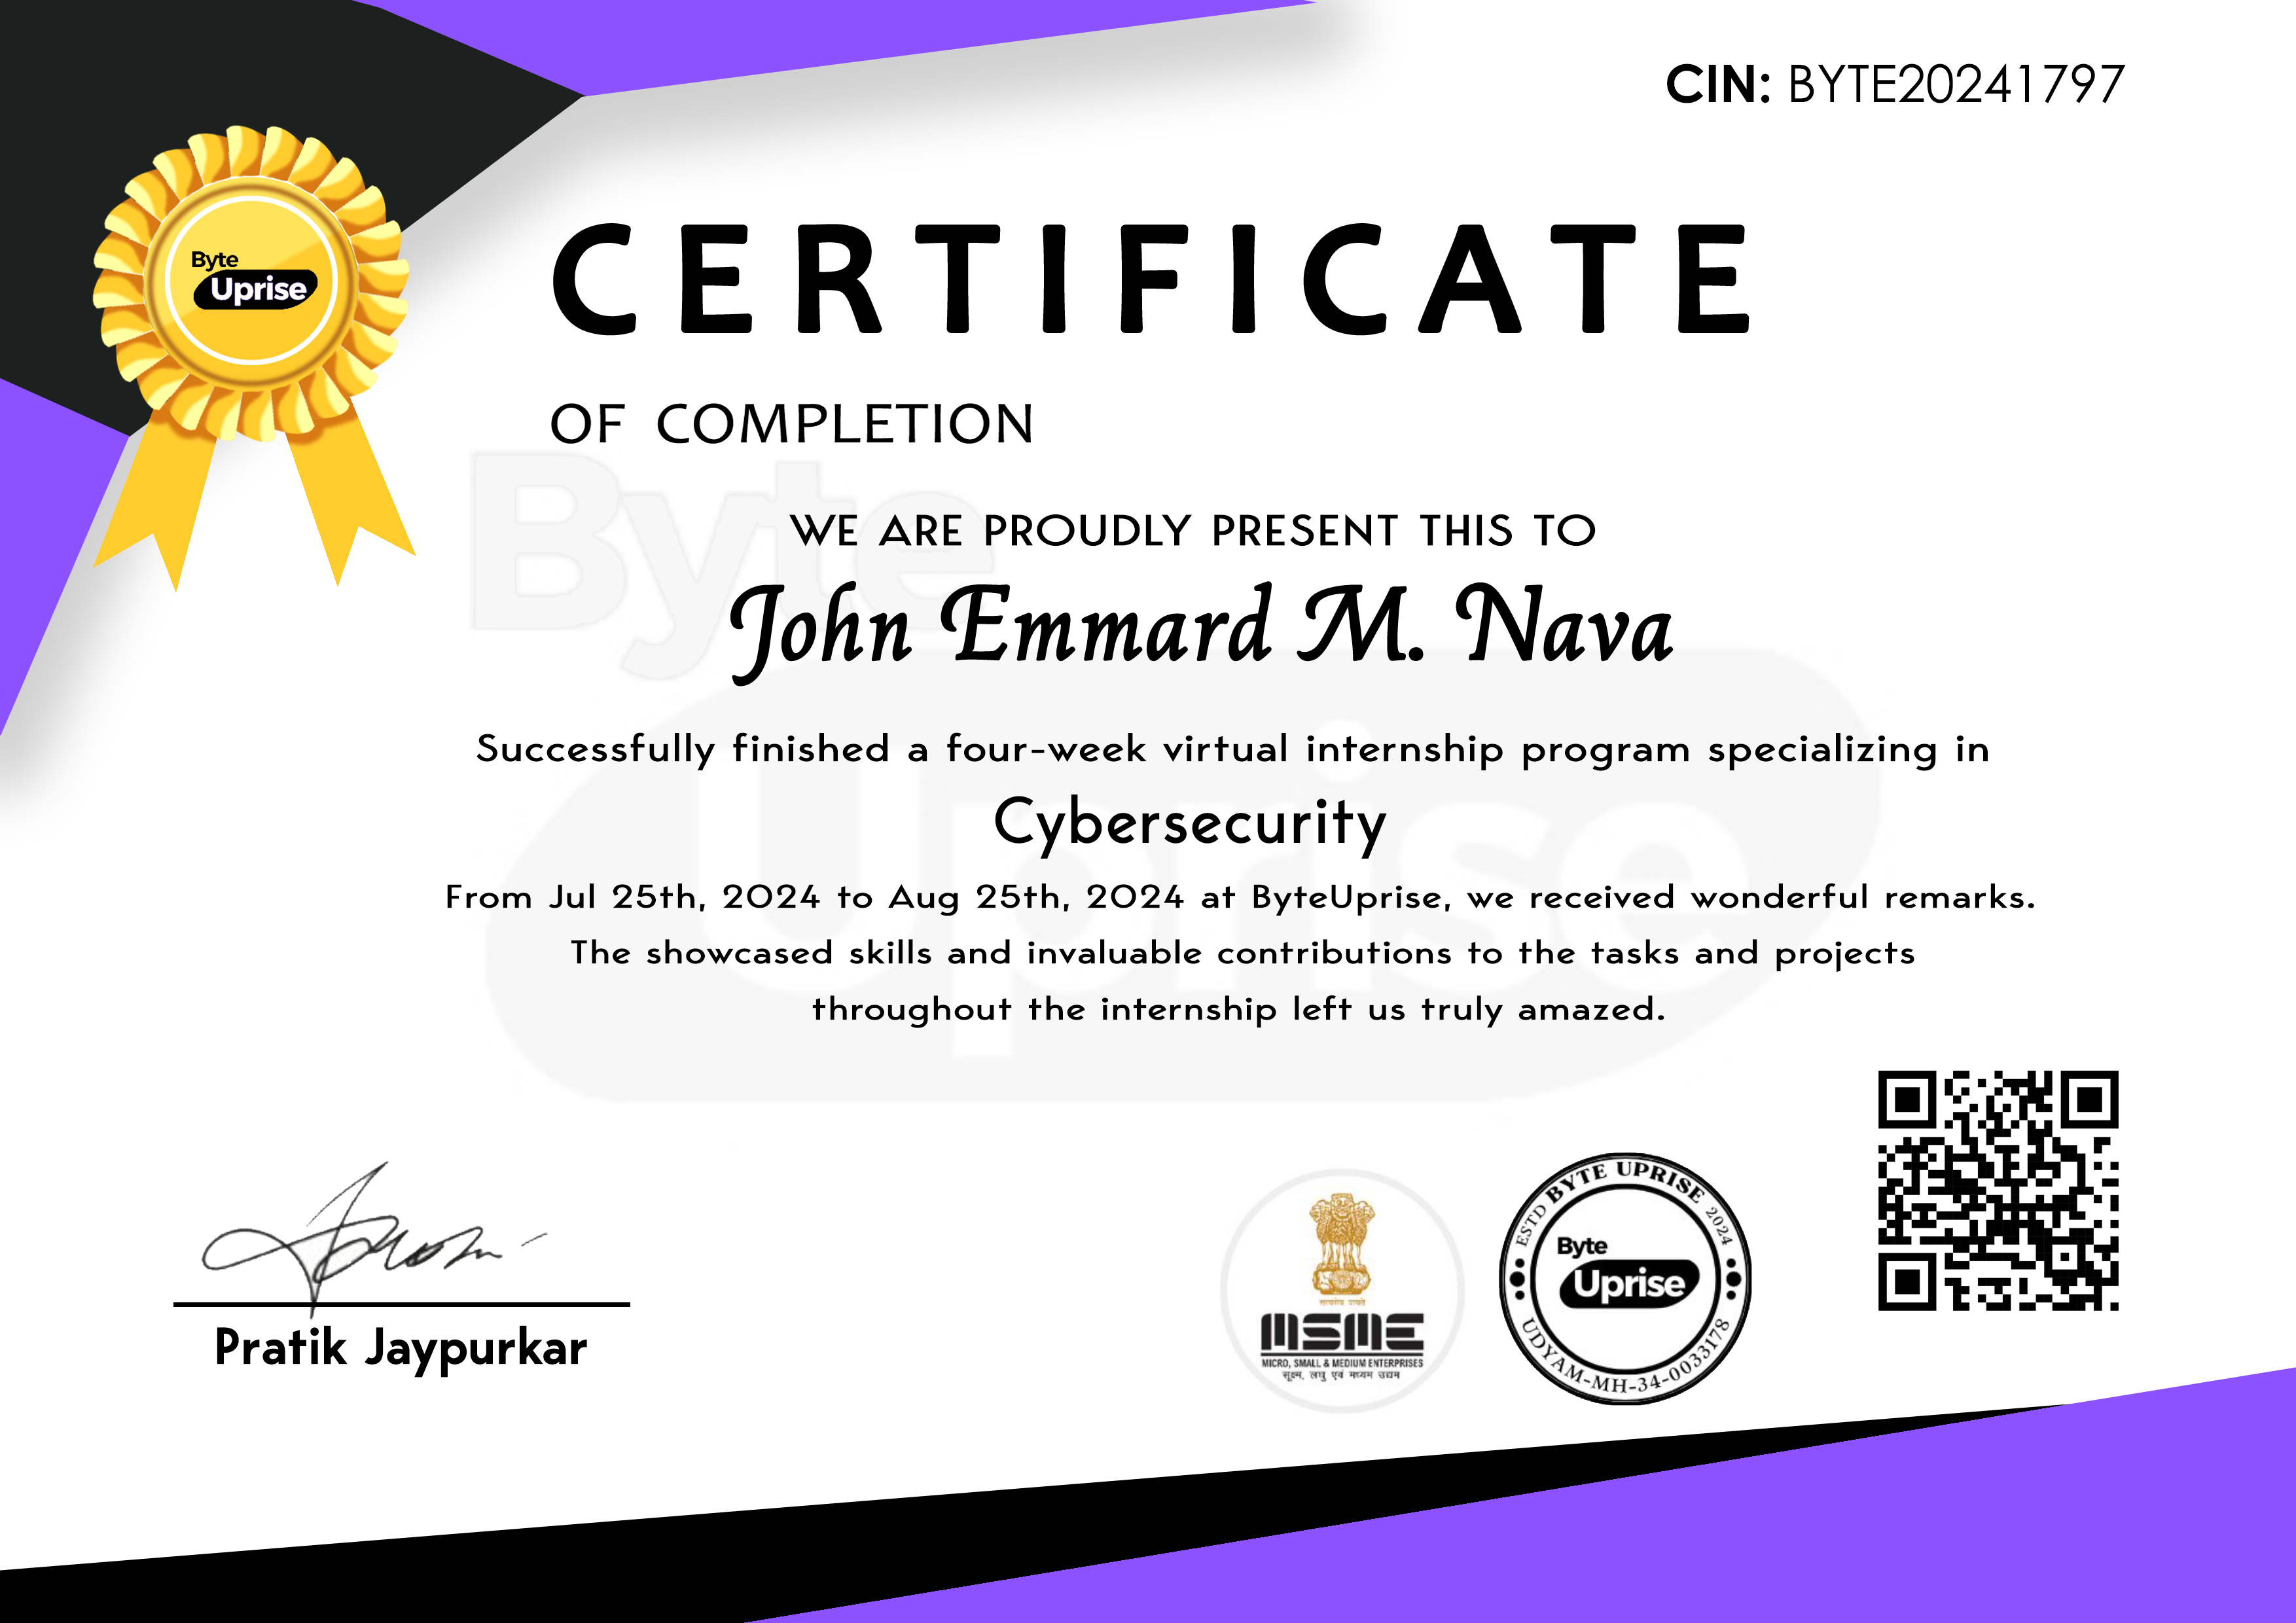 CIN: BYTE20241797
Byte
Uprise
CERTIFICATE
OF COMPLETION
WE ARE PROUDLY PRESENT THIS TO
John Emmard M. Nava
Successfully finished a four-week virtual internship program specializing in
Cybersecurity
From Jul 25th, 2024 to Aug 25th, 2024 at ByteUprise, we received wonderful remarks.
The showcased skills and invaluable contributions to the tasks and projects
throughout the internship left us truly amazed.
Byte
Uprise
Pratik Jaypurkar
सत्यमेव जयते
MSME
MICRO, SMALL & MEDIUM ENTERPRISES
सूक्ष्म, लघु एवं मध्यम उद्यम
ESTD BYTE UPRISE 2024
Byte
Uprise
UDYAM-MH-34-0033178